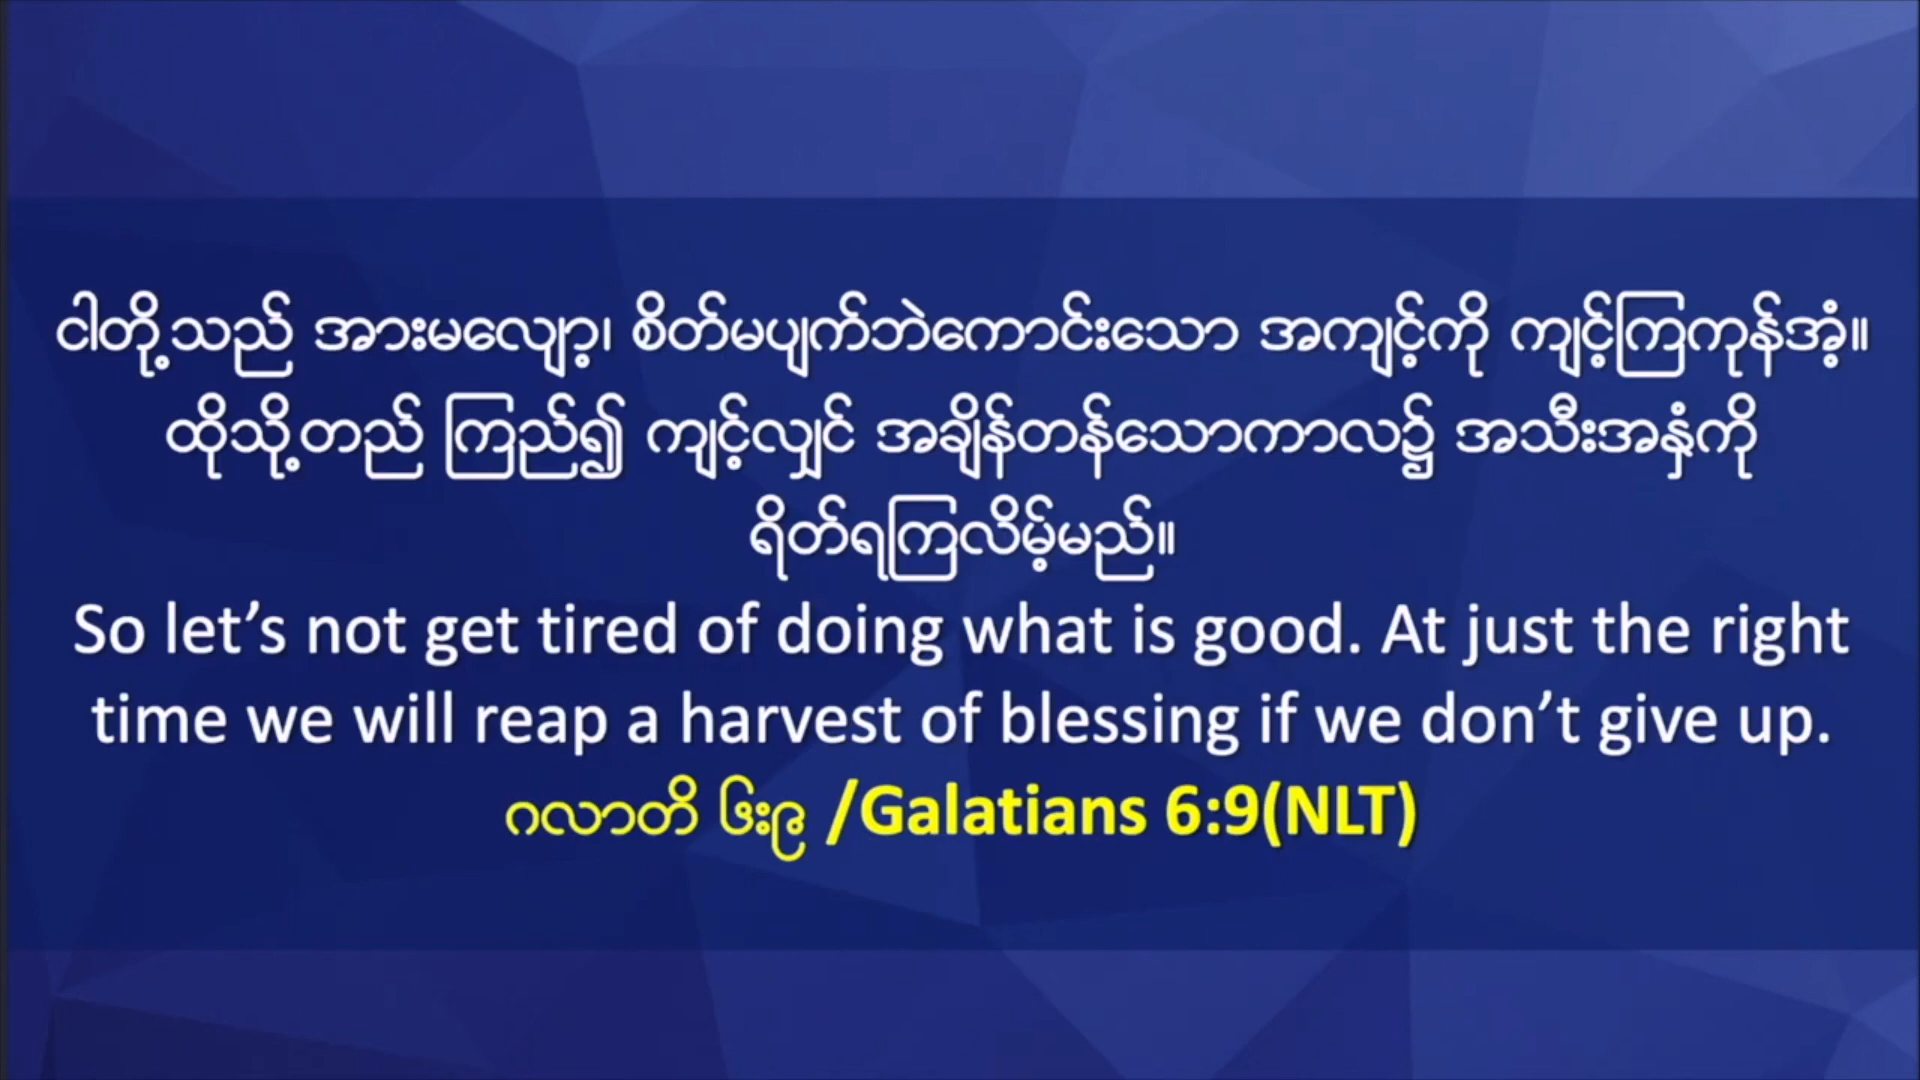 ငါတို့သည် အားမလျော့၊ စိတ်မပျက်ဘဲကောင်းသော အကျင့်ကို ကျင့်ကြကုန်အံ့။
ထိုသို့တည် ကြည်၍ ကျင့်လျှင် အချိန်တန်သောကာလ၌ အသီးအနှံကို
ရိတ်ရကြလိမ့်မည်။
So let’s not get tired of doing what is good. At just the right
time we will reap a harvest of blessing if we don’t give up.
ဂလာတိ ၆း၉ /Galatians 6:9(NLT)